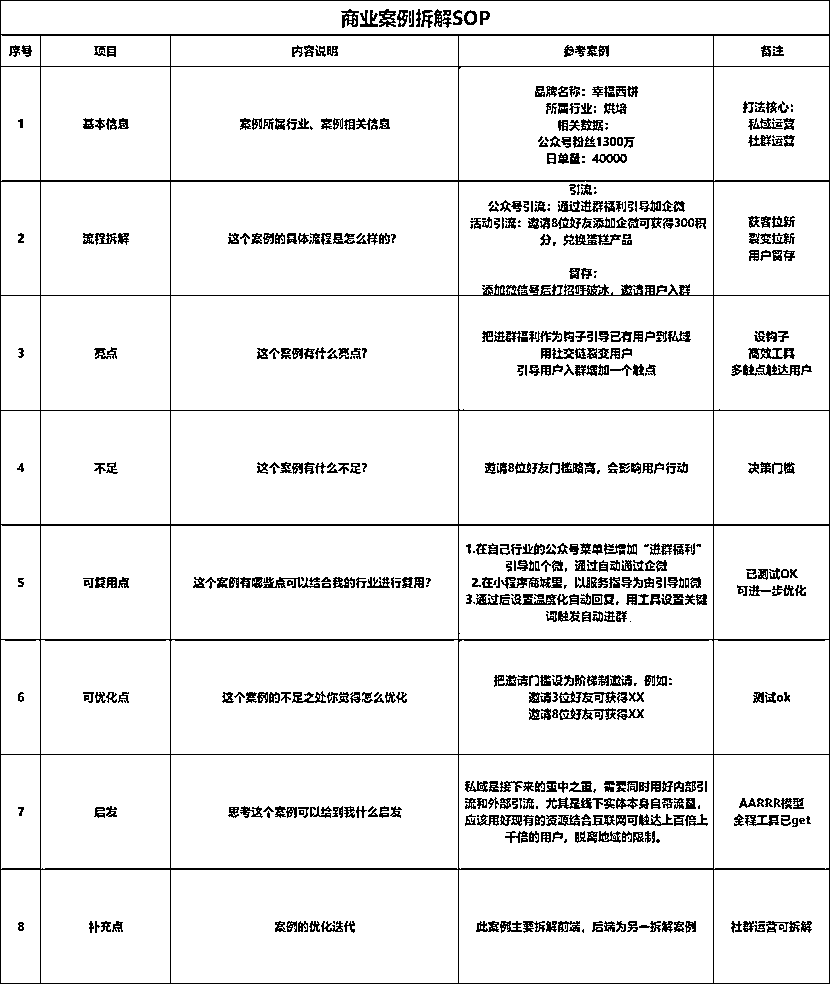 商业案例拆解SOP
序号 项目 内容说明 参考案例 备注
1 基本信息 案例所属行业、案例相关信息
品牌名称：幸福西饼
所属行业：烘培
相关数据：
公众号粉丝1300万
日单量：40000
打法核心：
私域运营
社群运营
2 流程拆解 这个案例的具体流程是怎么样的？
引流：
公众号引流：通过进群福利引导加企微
活动引流：邀请8位好友添加企微可获得300积
分，兑换蛋糕产品
留存：
添加微信号后打招呼破冰，邀请用户入群
获客拉新
裂变拉新
用户留存
3 亮点 这个案例有什么亮点？
把进群福利作为钩子引导已有用户到私域
用社交链裂变用户
引导用户入群增加一个触点
设钩子
高效工具
多触点触达用户
4 不足 这个案例有什么不足？ 邀请8位好友门槛略高，会影响用户行动 决策门槛
5 可复用点 这个案例有哪些点可以结合我的行业进行复用？
1.在自己行业的公众号菜单栏增加“进群福利”
引导加个微，通过自动通过企微
2.在小程序商城里，以服务指导为由引导加微
3.通过后设置温度化自动回复，用工具设置关键
词触发自动进群
已测试OK
可进一步优化
6 可优化点 这个案例的不足之处你觉得怎么优化
把邀请门槛设为阶梯制邀请，例如：
邀请3位好友可获得XX
邀请8位好友可获得XX
测试ok
7 启发 思考这个案例可以给到我什么启发
私域是接下来的重中之重，需要同时用好内部引
流和外部引流，尤其是线下实体本身自带流量，
应该用好现有的资源结合互联网可触达上百倍上
千倍的用户，脱离地域的限制。
AARRR模型
全程工具已get
8 补充点 案例的优化迭代 此案例主要拆解前端，后端为另一拆解案例 社群运营可拆解